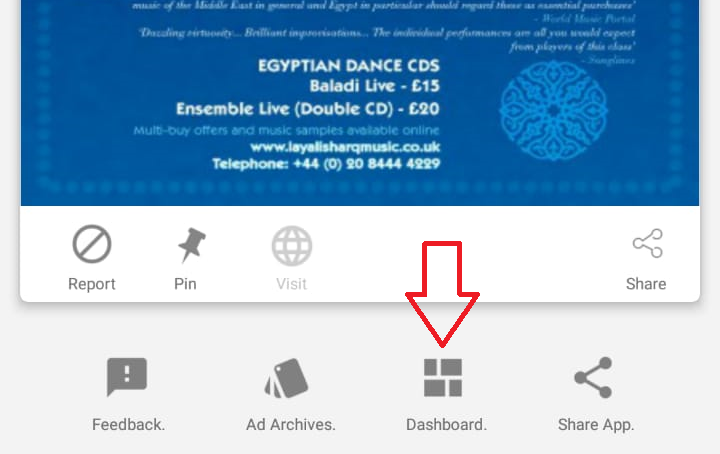 music of the Middle East in general and Egypt in particular should regard these as essential purchases'
- World Music Portal
'Dazzling virtuosity... Brilliant improvisations... The individual performances are all you would expect
from players of this class'
- Songlines
EGYPTIAN DANCE CDS
Baladi Live - £15
Ensemble Live (Double CD) - £20
Multi-buy offers and music samples available online
www.layalisharqmusic.co.uk
Telephone: +44 (0) 20 8444 4229
Report
Pin
Visit
Share
Feedback.
Ad Archives.
Dashboard.
Share App.